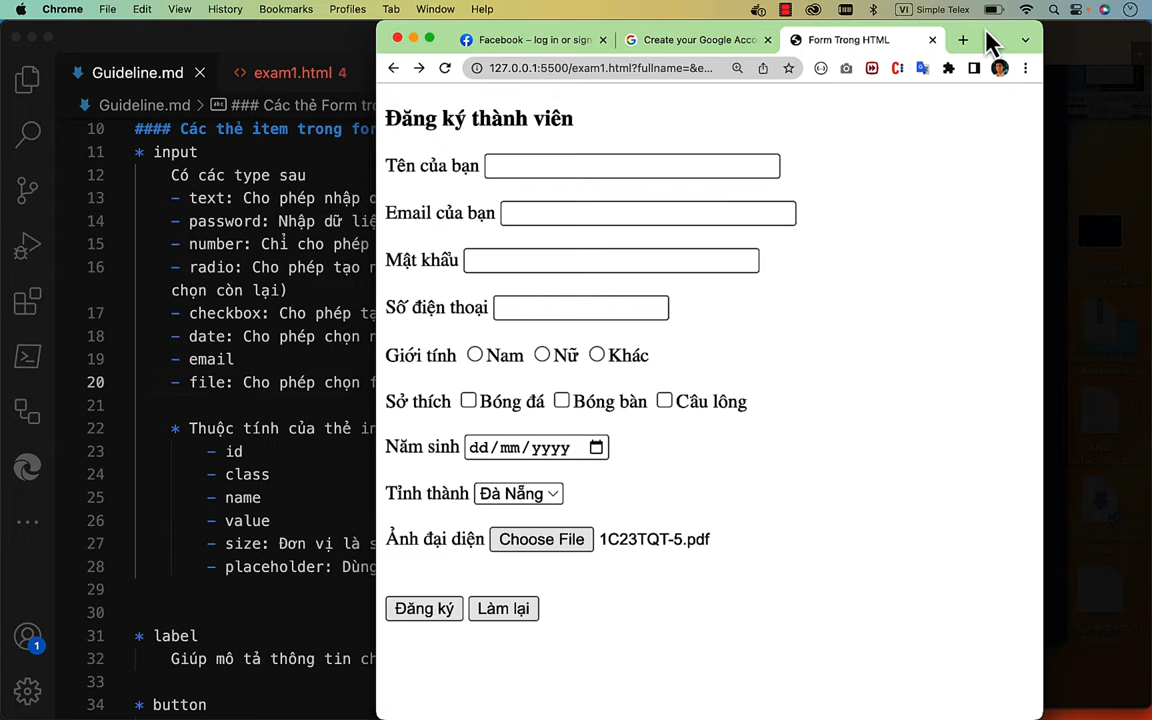 Chrome File Edit View History Bookmarks Profiles Tab Window Help VI Simple Telex
Guideline.md exam1.html 4
Guideline.md > abc ### Các thẻ Form tr
10 #### Các thẻ item trong for
11 * input
12 Có các type sau
13 - text: Cho phép nhập
14 - password: Nhập dữ liệ
15 - number: Chỉ cho phép
16 - radio: Cho phép tạo
chọn còn lại)
17 - checkbox: Cho phép tạ
18 - date: Cho phép chọn
19 - email
20 - file: Cho phép chọn
21
22 * Thuộc tính của thẻ in
23 - id
24 - class
25 - name
26 - value
27 - size: Đơn vị là s
28 - placeholder: Dùng
29
30
31 * label
32 Giúp mô tả thông tin ch
33
34 * button
1
Facebook – log in or sign
Create your Google Acco
Form Trong HTML
127.0.0.1:5500/exam1.html?fullname=&e...
Đăng ký thành viên
Tên của bạn
Email của bạn
Mật khẩu
Số điện thoại
Giới tính Nam Nữ Khác
Sở thích Bóng đá Bóng bàn Câu lông
Năm sinh dd/mm/yyyy
Tỉnh thành Đà Nẵng
Ảnh đại diện Choose File 1C23TQT-5.pdf
Đăng ký Làm lại